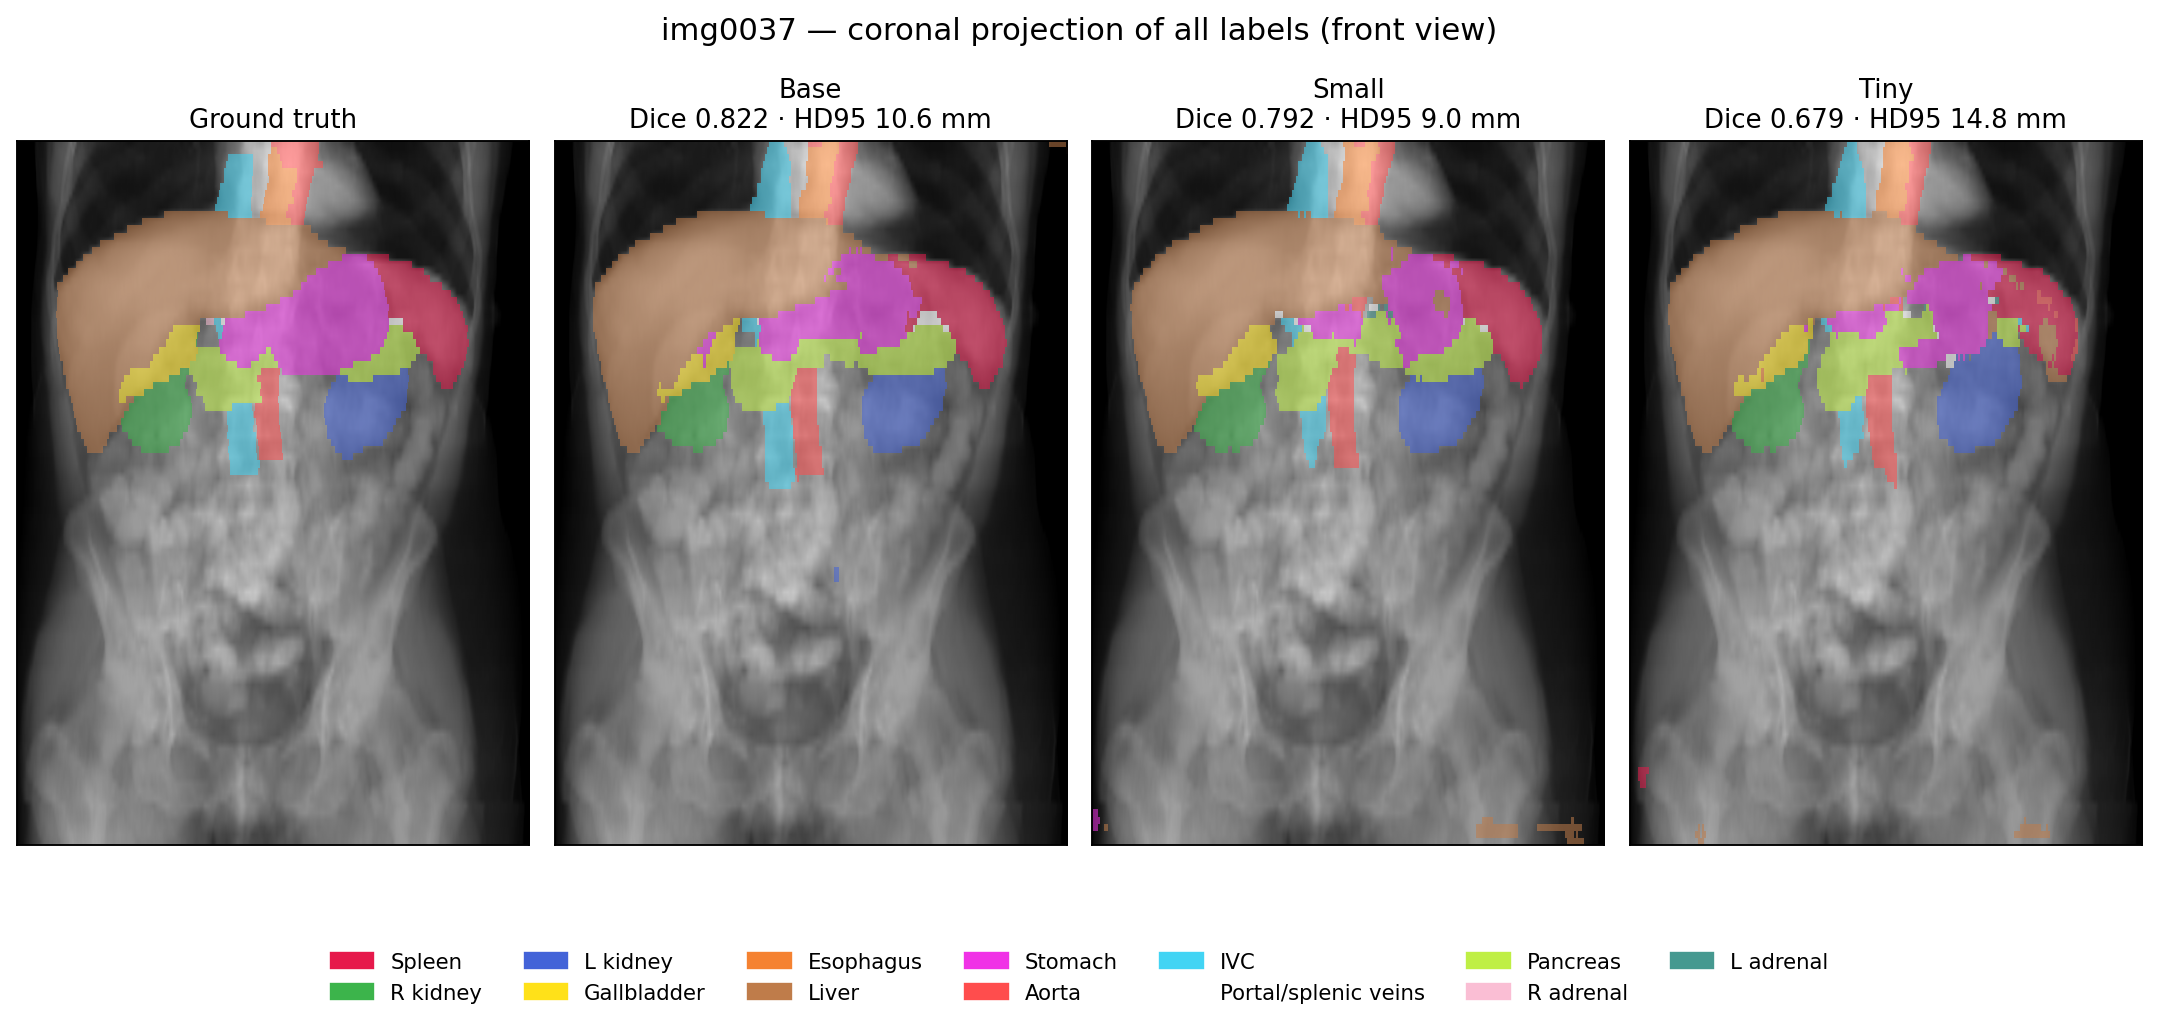 img0037 — coronal projection of all labels (front view)
Ground truth
Base
Dice 0.822 · HD95 10.6 mm
Small
Dice 0.792 · HD95 9.0 mm
Tiny
Dice 0.679 · HD95 14.8 mm
Spleen
R kidney
L kidney
Gallbladder
Esophagus
Liver
Stomach
Aorta
IVC
Portal/splenic veins
Pancreas
R adrenal
L adrenal